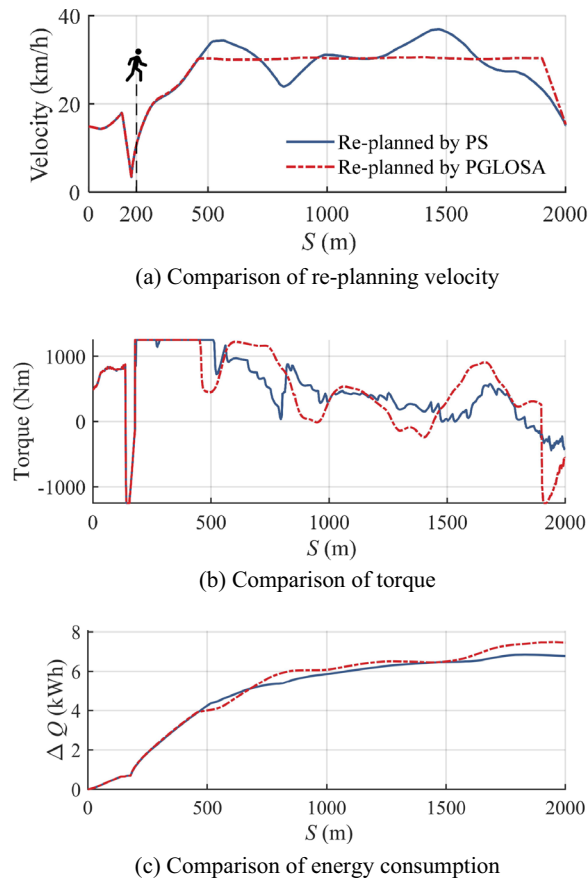 60
40
20
0
Velocity (km/h)
Re-planned by PS
Re-planned by PGLOSA
0 200 500 1000 1500 2000
S (m)
(a) Comparison of re-planning velocity
1000
0
-1000
Torque (Nm)
0 500 1000 1500 2000
S (m)
(b) Comparison of torque
8
6
4
2
0
Δ Q (kWh)
0 500 1000 1500 2000
S (m)
(c) Comparison of energy consumption